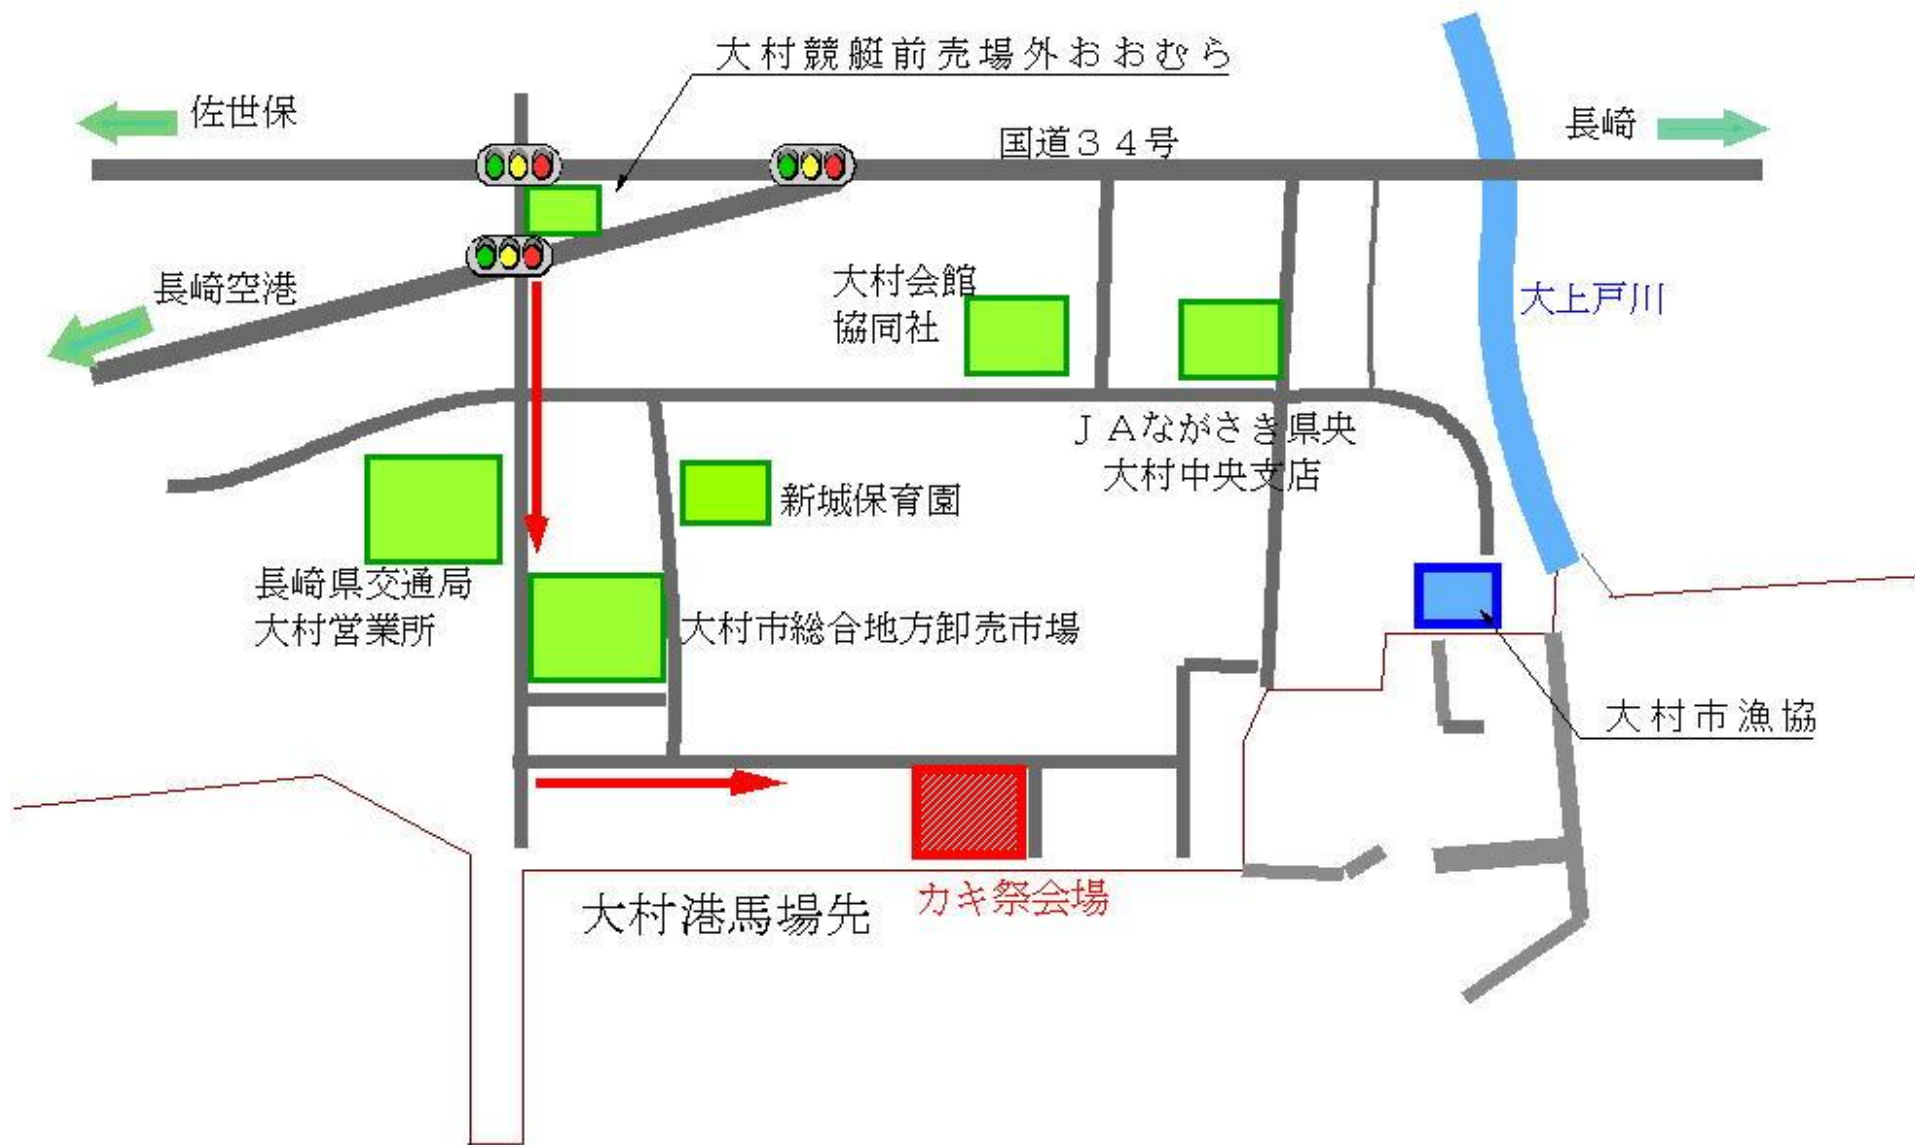 大村競艇前売場外おおむら
佐世保
国道３４号
長崎
長崎空港
大村会館
協同社
大上戸川
ＪＡながさき県央
大村中央支店
新城保育園
長崎県交通局
大村営業所
大村市総合地方卸売市場
大村市漁協
カキ祭会場
大村港馬場先